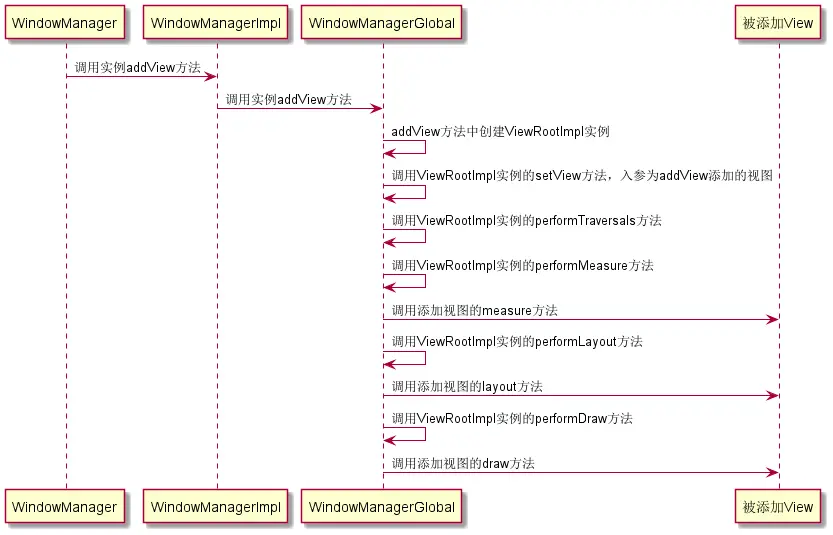 WindowManager
WindowManagerImpl
WindowManagerGlobal
被添加View
调用实例addView方法
调用实例addView方法
addView方法中创建ViewRootImpl实例
调用ViewRootImpl实例的setView方法，入参为addView添加的视图
调用ViewRootImpl实例的performTraversals方法
调用ViewRootImpl实例的performMeasure方法
调用添加视图的measure方法
调用ViewRootImpl实例的performLayout方法
调用添加视图的layout方法
调用ViewRootImpl实例的performDraw方法
调用添加视图的draw方法
WindowManager
WindowManagerImpl
WindowManagerGlobal
被添加View